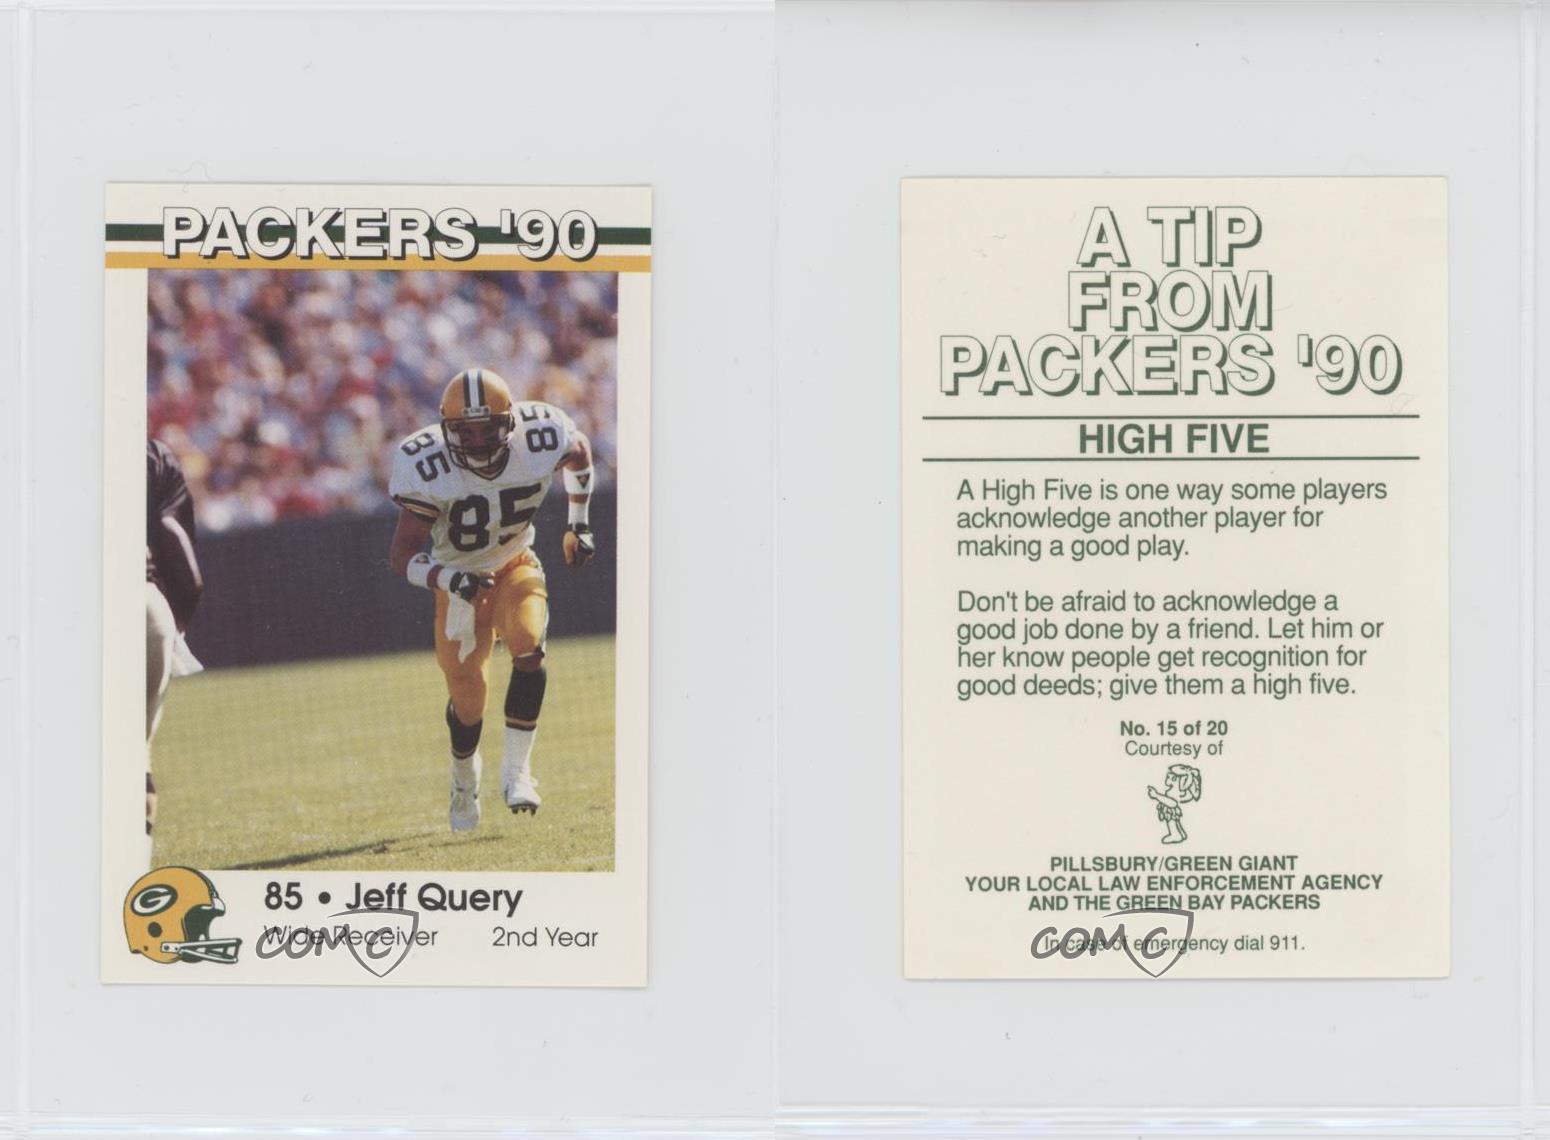 PACKERS '90
85
85
85
G
85 • Jeff Query
Wide Receiver 2nd Year
COMC
A TIP
FROM
PACKERS '90
HIGH FIVE
A High Five is one way some players
acknowledge another player for
making a good play.
Don't be afraid to acknowledge a
good job done by a friend. Let him or
her know people get recognition for
good deeds; give them a high five.
No. 15 of 20
Courtesy of
PILLSBURY/GREEN GIANT
YOUR LOCAL LAW ENFORCEMENT AGENCY
AND THE GREEN BAY PACKERS
In case of emergency dial 911.
COMC